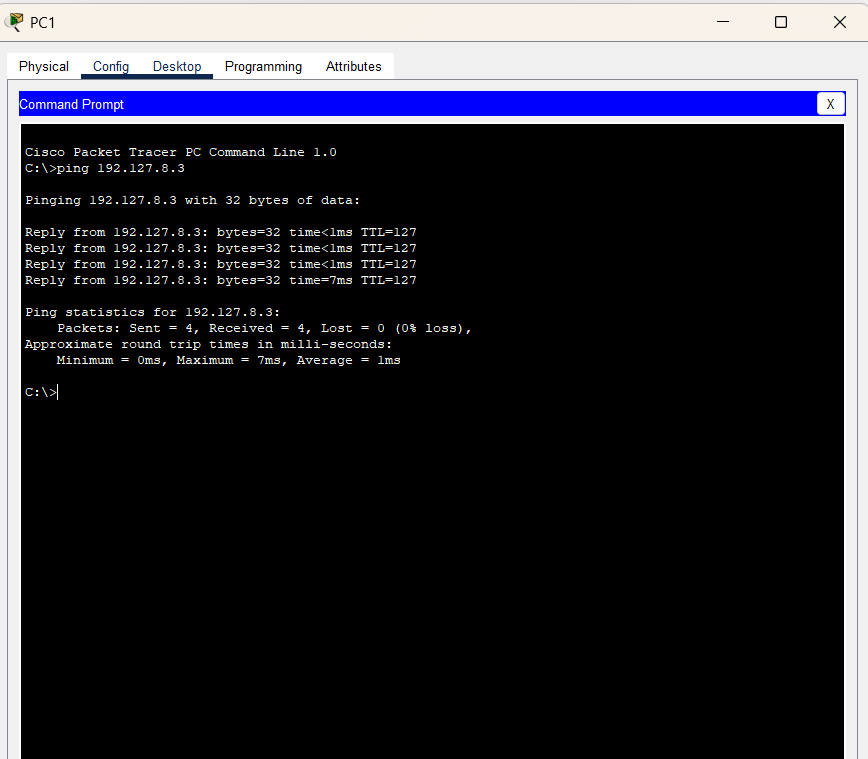 PC1
Physical Config Desktop Programming Attributes
Command Prompt X
Cisco Packet Tracer PC Command Line 1.0
C:\>ping 192.127.8.3
Pinging 192.127.8.3 with 32 bytes of data:
Reply from 192.127.8.3: bytes=32 time<1ms TTL=127
Reply from 192.127.8.3: bytes=32 time<1ms TTL=127
Reply from 192.127.8.3: bytes=32 time<1ms TTL=127
Reply from 192.127.8.3: bytes=32 time=7ms TTL=127
Ping statistics for 192.127.8.3:
    Packets: Sent = 4, Received = 4, Lost = 0 (0% loss),
Approximate round trip times in milli-seconds:
    Minimum = 0ms, Maximum = 7ms, Average = 1ms
C:\>